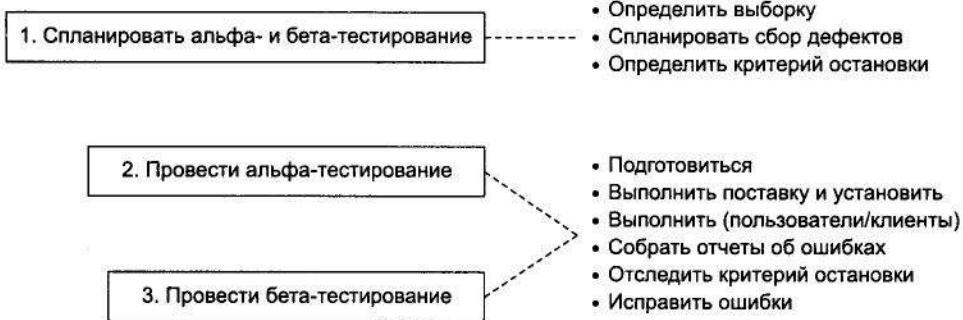 1. Спланировать альфа- и бета-тестирование
• Определить выборку
• Спланировать сбор дефектов
• Определить критерий остановки
2. Провести альфа-тестирование
3. Провести бета-тестирование
• Подготовиться
• Выполнить поставку и установить
• Выполнить (пользователи/клиенты)
• Собрать отчеты об ошибках
• Отследить критерий остановки
• Исправить ошибки